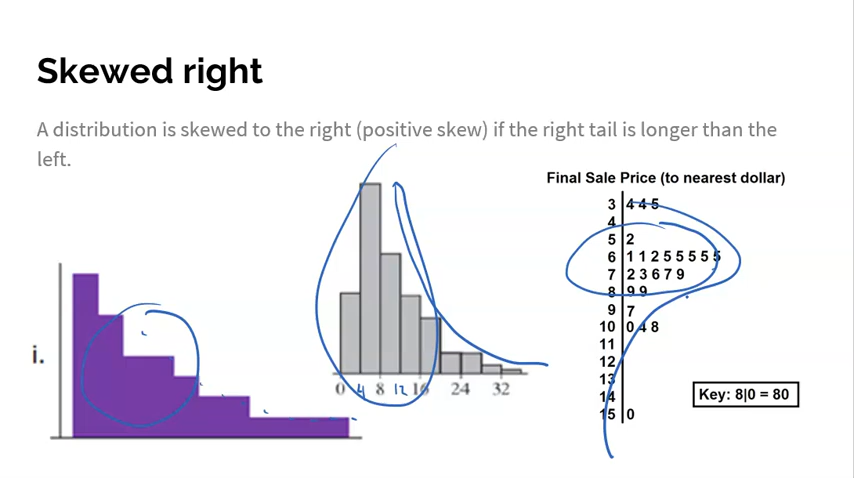 Skewed right
A distribution is skewed to the right (positive skew) if the right tail is longer than the
left.
Final Sale Price (to nearest dollar)
3 | 4 4 5
4 |
5 | 2
6 | 1 1 2 5 5 5 5 5
7 | 2 3 6 7 9
8 | 9 9
9 | 7
10 | 0 4 8
11 |
12 |
13 |
14 |
15 | 0
Key: 8|0 = 80
i.
0 4 8 12 16 24 32